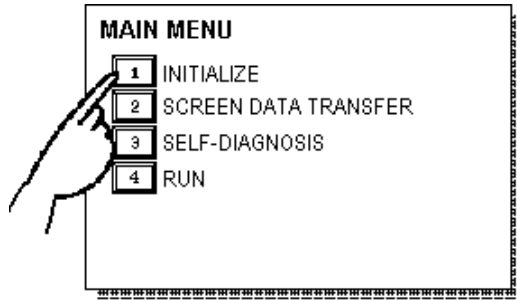 MAIN MENU
1 INITIALIZE
2 SCREEN DATA TRANSFER
3 SELF-DIAGNOSIS
4 RUN